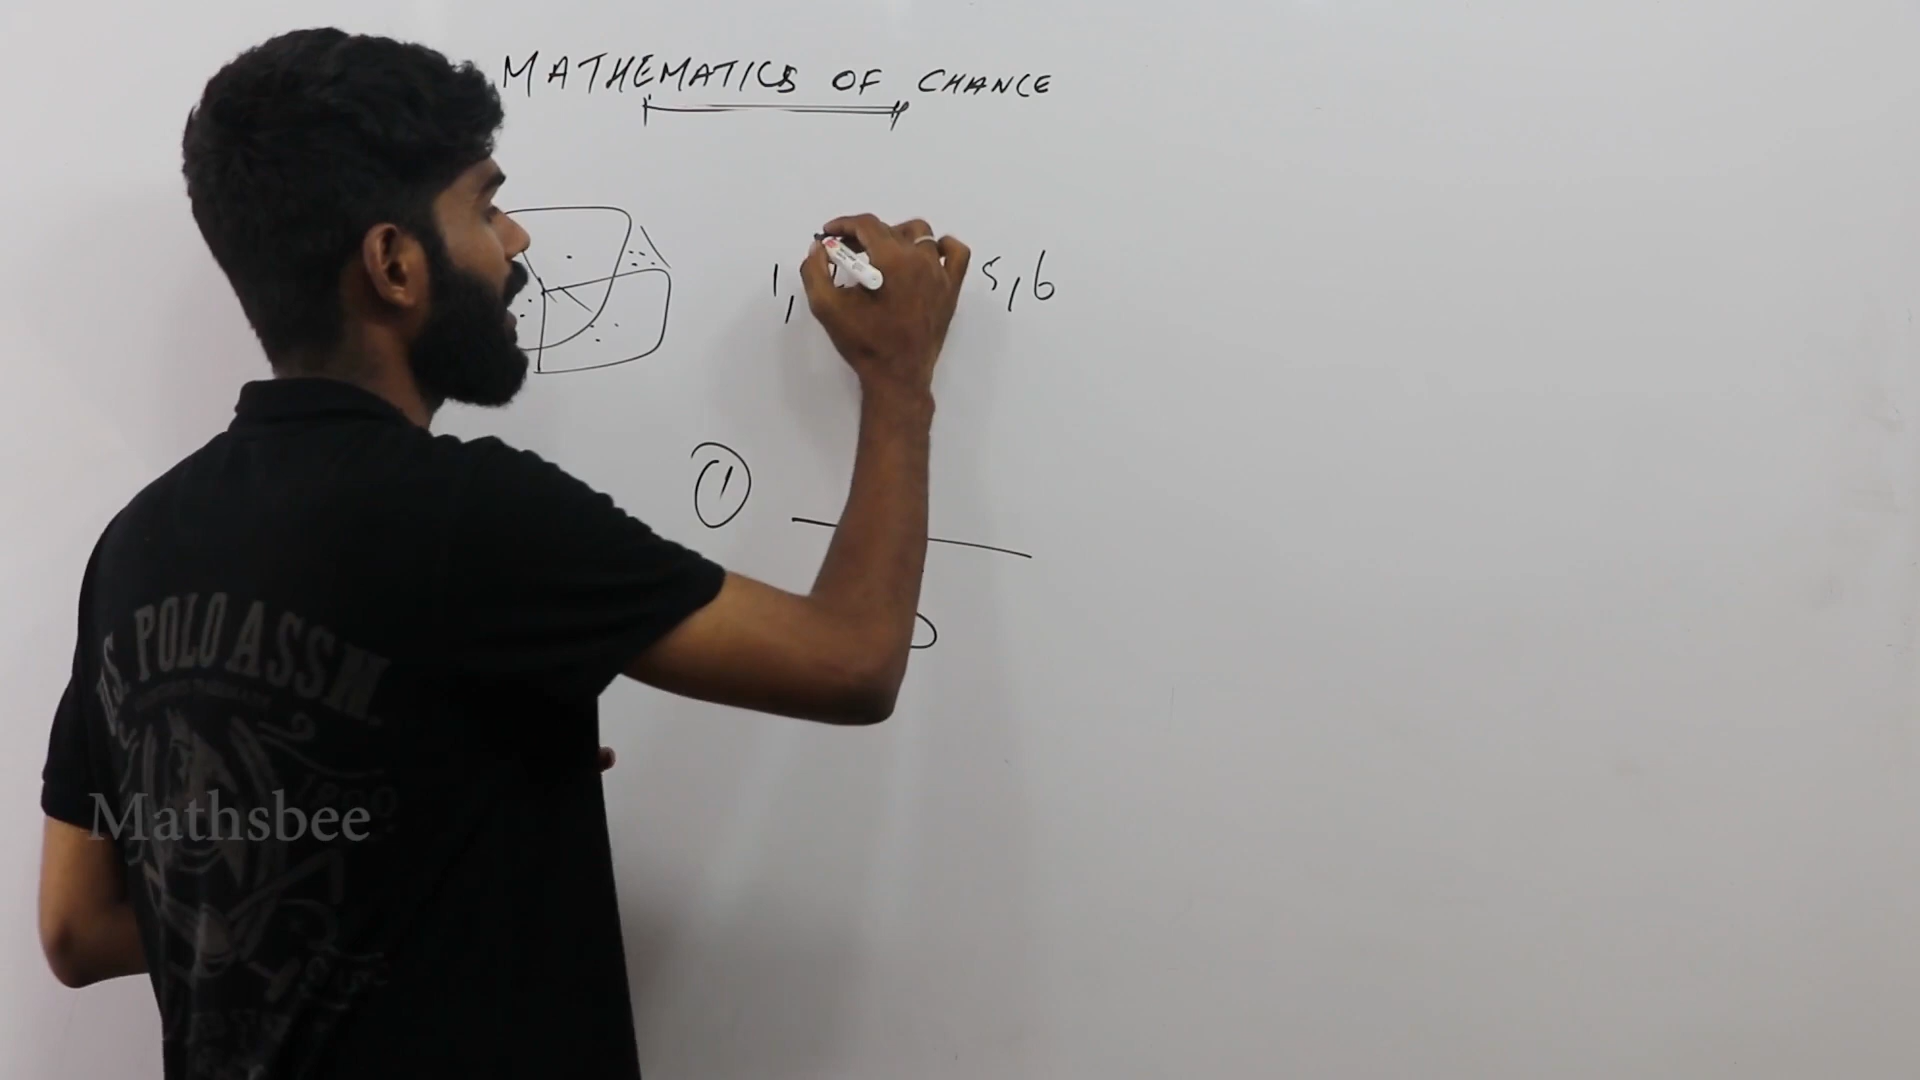 MATHEMATICS OF CHANCE
1, 5, 6
1
U.S. POLO ASSN.
Mathsbee